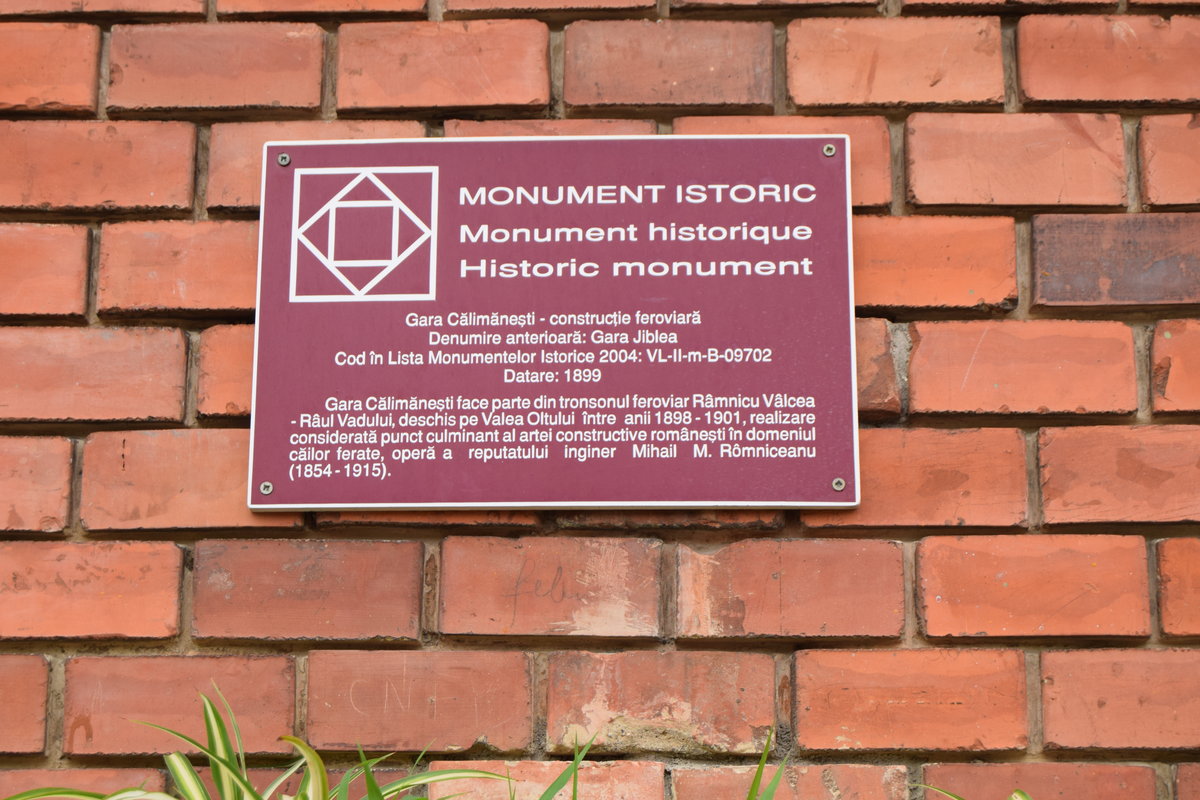 MONUMENT ISTORIC
Monument historique
Historic monument
Gara Călimănești - construcție feroviară
Denumire anterioară: Gara Jiblea
Cod în Lista Monumentelor Istorice 2004: VL-II-m-B-09702
Datare: 1899
Gara Călimănești face parte din tronsonul feroviar Râmnicu Vâlcea
- Râul Vadului, deschis pe Valea Oltului între anii 1898 - 1901, realizare
considerată punct culminant al artei constructive românești în domeniul
căilor ferate, operă a reputatului inginer Mihail M. Rômniceanu
(1854 - 1915).